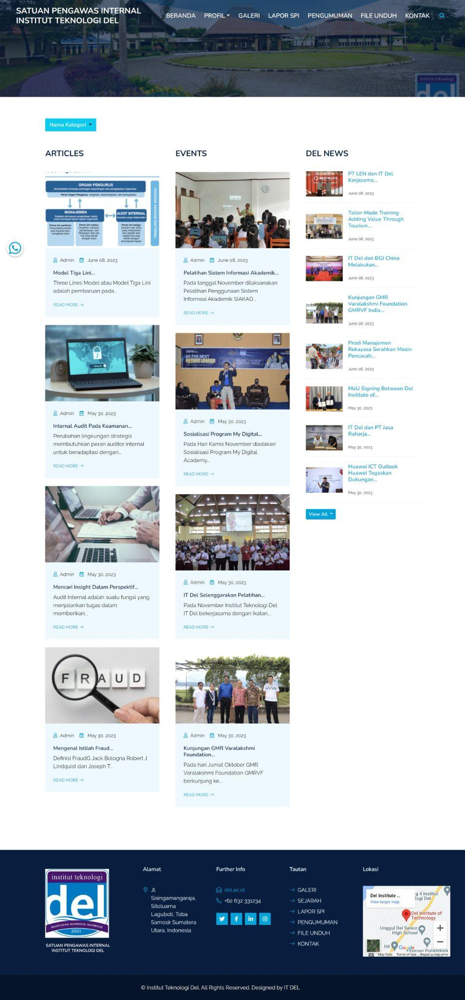 SATUAN PENGAWAS INTERNAL
INSTITUT TEKNOLOGI DEL
BERANDA PROFIL GALERI LAPOR SPI PENGUMUMAN FILE UNDUH KONTAK
institut teknologi
del
Nama Kategori
ARTICLES
ORGAN PENGURUS
Akuntabilitas terhadap pemangku kepentingan atas pengawasan organisasi
Peran Organ Pengurus: integritas, kepemimpinan, dan transparansi
MANAJEMEN
Tindakan (termasuk pengelolaan risiko) untuk mencapai tujuan organisasi
AUDIT INTERNAL
Asurans yang independen
Peran lini pertama:
Penyediaan produk/
jasa kepada klien;
mengelola risiko
Peran lini kedua:
Ekspertis, bantuan,
pemantauan, dan
tantangan atas hal-
hal yang terkait
dengan risiko
Peran lini ketiga:
Asurans dan advis
yang independen
dan objektif atas
segala hal yang
terkait dengan
pencapaian tujuan
PENYEDIA ASURANS EKSTERNAL
Admin June 08, 2023
Model Tiga Lini...
Three Lines Model atau Model Tiga Lini
adalah pembaruan pada...
READ MORE →
Secured
Admin May 30, 2023
Internal Audit Pada Keamanan...
Perubahan lingkungan strategis
membutuhkan peran auditor internal
untuk beradaptasi dengan...
READ MORE →
Admin May 30, 2023
Mencari Insight Dalam Perspektif...
Audit Internal adalah suatu fungsi yang
menjalankan tugas dalam
memberikan...
READ MORE →
FRAUD
Admin May 30, 2023
Mengenal Istilah Fraud...
Definisi FraudG Jack Bologna Robert J
Lindquist dan Joseph T...
READ MORE →
EVENTS
EPSON
Admin June 08, 2023
Pelatihan Sistem Informasi Akademik...
Pada tanggal November dilaksanakan
Pelatihan Penggunaan Sistem
Informasi Akademik SIAKAD...
READ MORE →
BE THE NEXT
FUTURE LEADER
Admin May 30, 2023
Sosialisasi Program My Digital...
Pada Hari Kamis November diadakan
Sosialisasi Program My Digital
Academy...
READ MORE →
Admin May 30, 2023
IT Del Selenggarakan Pelatihan...
Pada November Institut Teknologi Del
IT Del bekerjasama dengan Ikatan...
READ MORE →
Admin May 30, 2023
Kunjungan GMR Varalakshmi
Foundation...
Pada hari Jumat Oktober GMR
Varalakshmi Foundation GMRVF
berkunjung ke...
READ MORE →
DEL NEWS
PT LEN dan IT Del
Kerjasama...
June 08, 2023
Tailor-Made Training
Adding Value Through
Tourism...
June 08, 2023
IT Del dan BGI China
Melakukan...
June 08, 2023
Kunjungan GMR
Varalakshmi Foundation
GMRVF India...
June 08, 2023
Prodi Manajemen
Rekayasa Serahkan Mesin
Pencacah...
June 08, 2023
MoU Signing Between Del
Institute of...
May 30, 2023
IT Del dan PT Jasa
Raharja...
May 30, 2023
Huawei ICT Outlook
Huawei Tegaskan
Dukungan...
May 30, 2023
View All
institut teknologi
del
MARTUHAN-MARROHA-MARBISUK
2001
SATUAN PENGAWAS INTERNAL
INSTITUT TEKNOLOGI DEL
Alamat
Jl.
Sisingamangaraja,
Sitoluama
Laguboti, Toba
Samosir Sumatera
Utara, Indonesia
Further Info
del.ac.id
+62 632 331234
Tautan
→ GALERI
→ SEJARAH
→ LAPOR SPI
→ PENGUMUMAN
→ FILE UNDUH
→ KONTAK
Lokasi
Del Institute ...
View larger map
g 4 Institut
logi Del
Del Institute of
Technology
Unggul Del Senior
High School
NK
Google
Yayasan Politeknik
+
−
Map Data Terms of Use Report a map error
© Institut Teknologi Del. All Rights Reserved. Designed by IT DEL